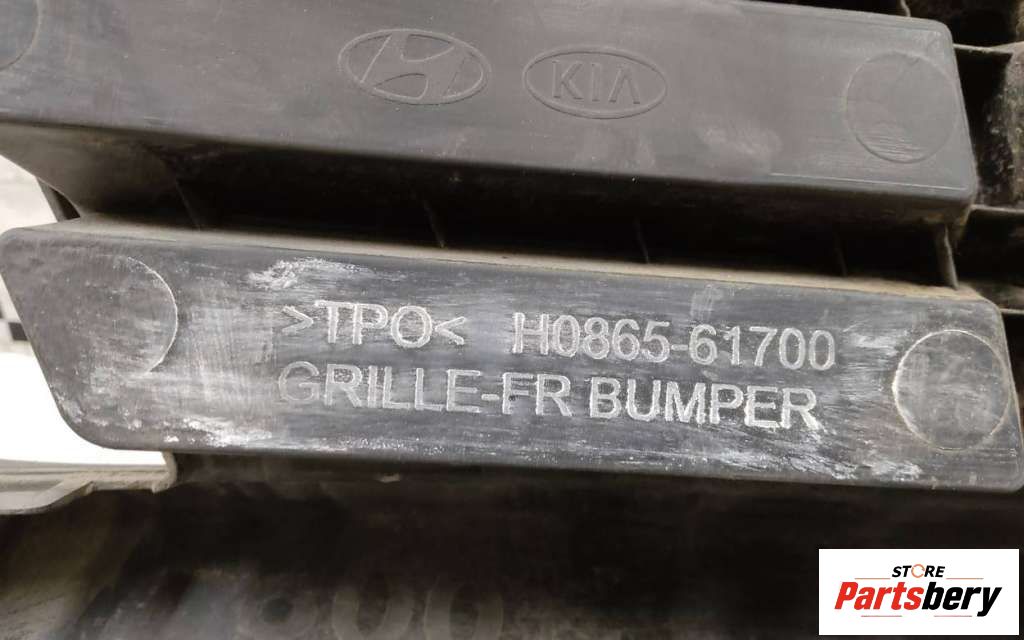 KIA
>TPO< H0865-61700
GRILLE-FR BUMPER
STORE
Partsbery